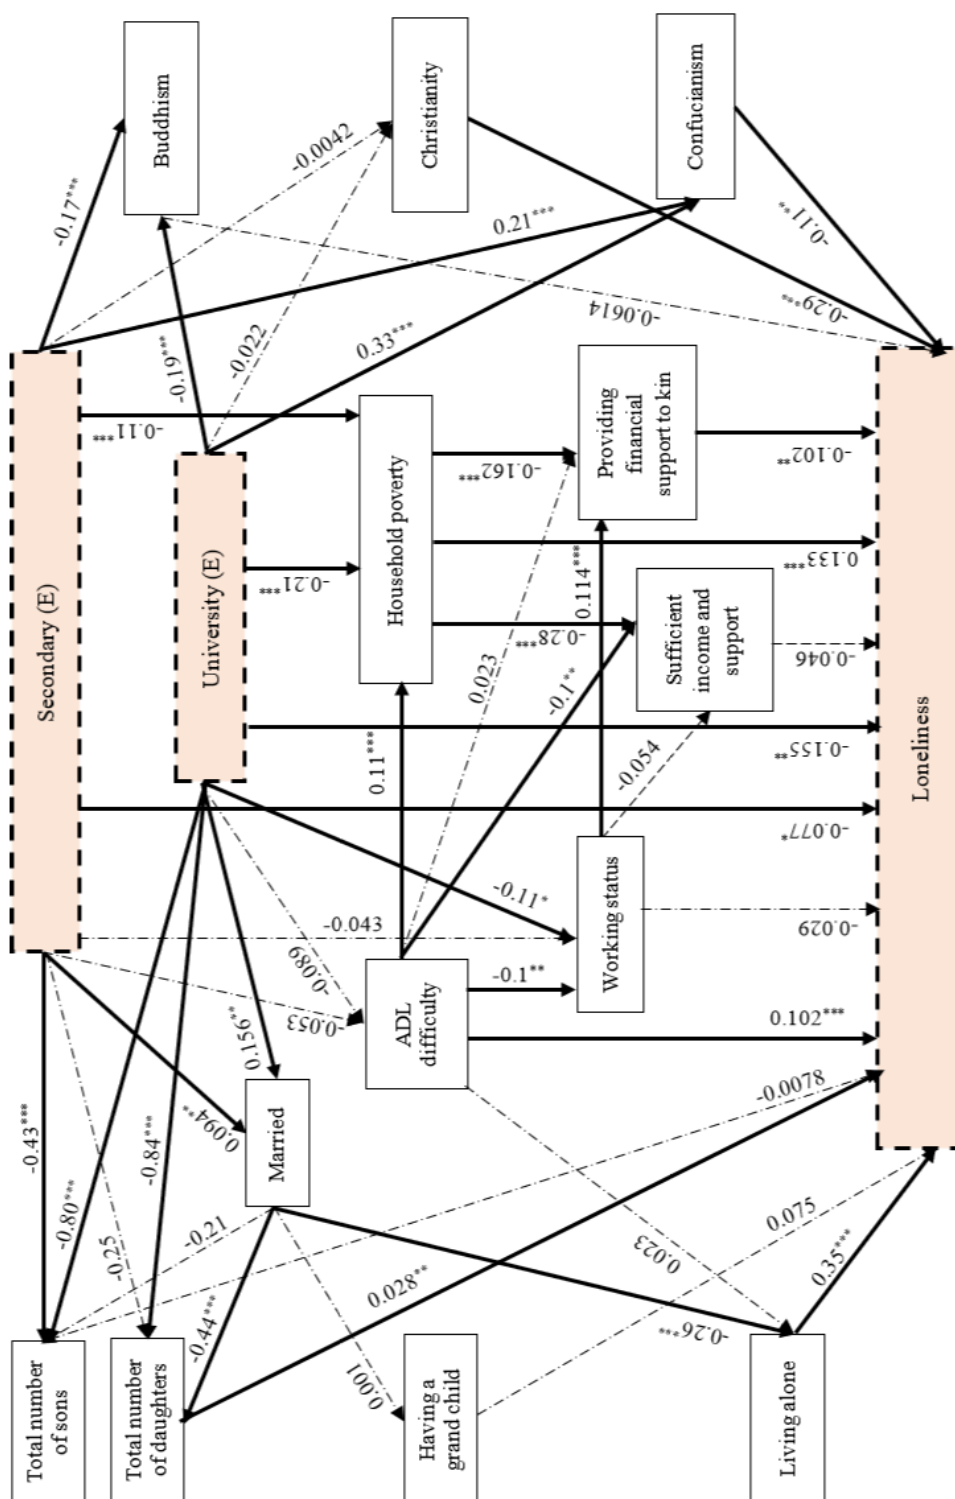 Buddhism
Christianity
Confucianism
-0.17***
-0.0042
0.21***
-0.11**
-0.19***
-0.022
0.33***
-0.0614
-0.29***
Secondary (E)
University (E)
Household poverty
Providing
financial
support to kin
Sufficient
income and
support
Loneliness
-0.11***
-0.21***
-0.162***
-0.102**
0.133***
-0.28***
0.114***
0.023
-0.1**
-0.046
0.11***
-0.054
-0.155**
-0.077*
Working status
-0.11*
-0.043
-0.029
ADL
difficulty
-0.1**
0.102***
-0.089
-0.053
0.156**
0.094**
Married
-0.43***
-0.80***
-0.84***
-0.25
-0.21
-0.44***
0.001
0.028**
-0.0078
0.023
0.075
-0.26***
0.35***
Total number
of sons
Total number
of daughters
Having a
grand child
Living alone